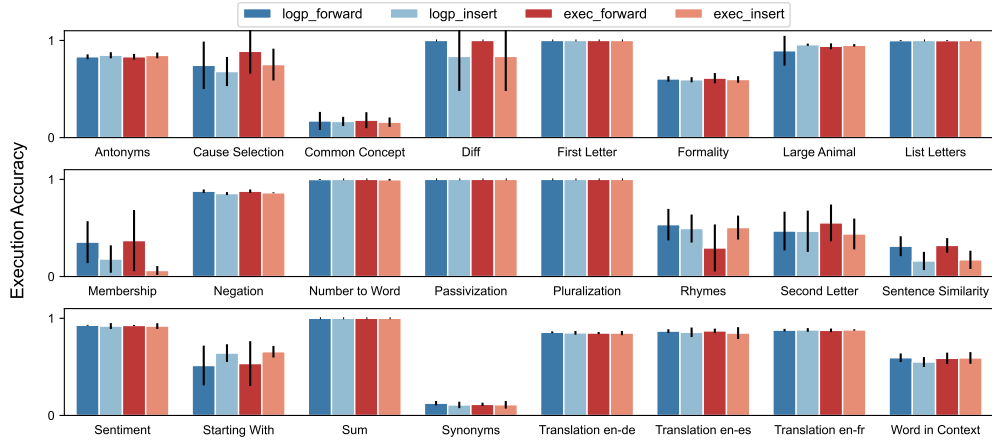 logp_forward logp_insert exec_forward exec_insert
Execution Accuracy
1
0
Antonyms Cause Selection Common Concept Diff First Letter Formality Large Animal List Letters
1
0
Membership Negation Number to Word Passivization Pluralization Rhymes Second Letter Sentence Similarity
1
0
Sentiment Starting With Sum Synonyms Translation en-de Translation en-es Translation en-fr Word in Context